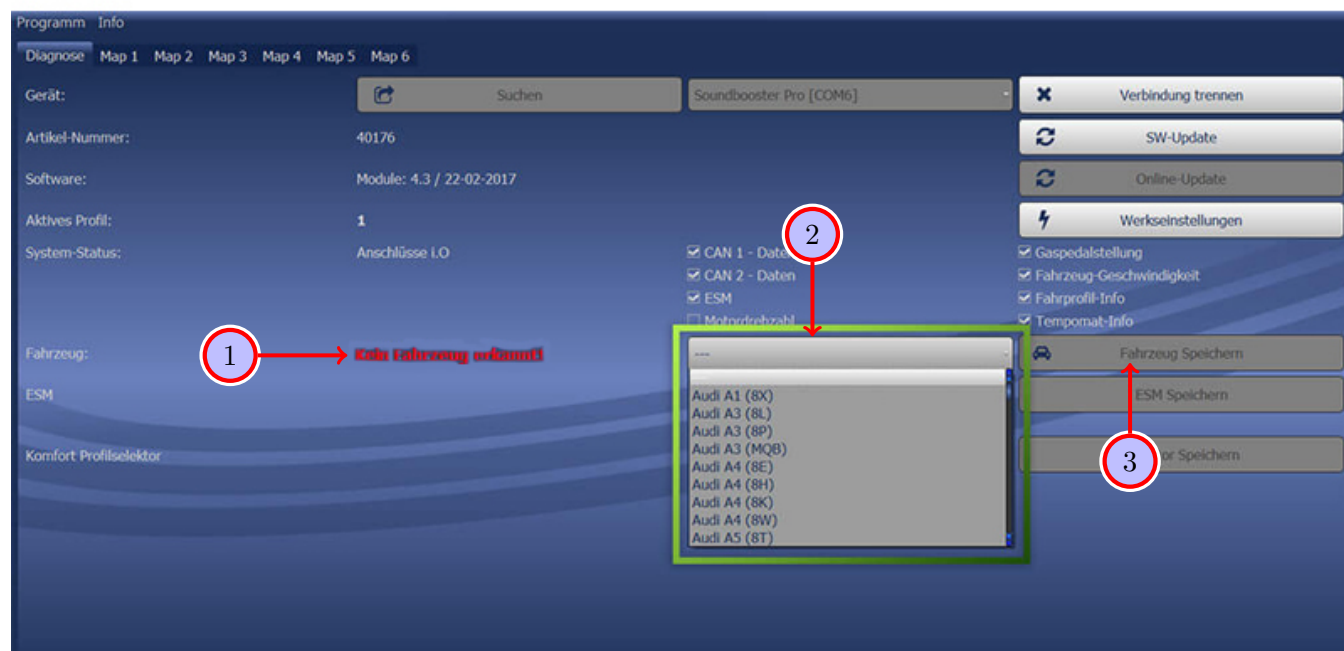 Programm Info
Diagnose Map 1 Map 2 Map 3 Map 4 Map 5 Map 6
Gerät: Suchen Soundbooster Pro [COM6] Verbindung trennen
Artikel-Nummer: 40176 SW-Update
Software: Module: 4.3 / 22-02-2017 Online-Update
Aktives Profil: 1 Werkseinstellungen
2
System-Status: Anschlüsse i.O CAN 1 - Daten Gaspedalstellung
CAN 2 - Daten Fahrzeug-Geschwindigkeit
ESM Fahrprofil-Info
Motordrehzahl Tempomat-Info
Fahrzeug: 1 Kein Fahrzeug erkannt! --- Fahrzeug Speichern
ESM ESM Speichern
Audi A1 (8X)
Audi A3 (8L)
Audi A3 (8P)
Audi A3 (MQB)
Komfort Profilselektor 3 or Speichern
Audi A4 (8E)
Audi A4 (8H)
Audi A4 (8K)
Audi A4 (8W)
Audi A5 (8T)